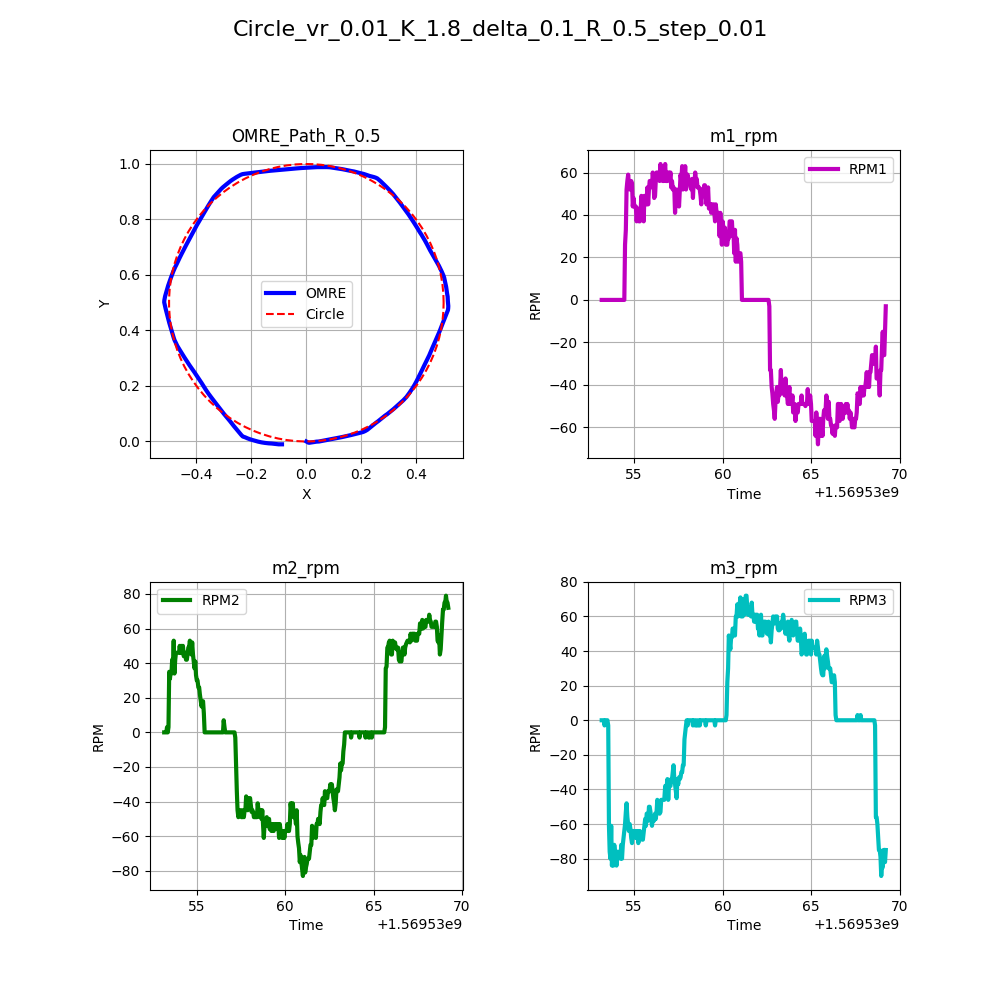 Circle_vr_0.01_K_1.8_delta_0.1_R_0.5_step_0.01
OMRE_Path_R_0.5
1.0
0.8
0.6
0.4
0.2
0.0
Y
OMRE
Circle
−0.4 −0.2 0.0 0.2 0.4
X
m1_rpm
RPM1
60
40
20
0
−20
−40
−60
RPM
55 60 65 70
Time
+1.56953e9
m2_rpm
RPM2
80
60
40
20
0
−20
−40
−60
−80
RPM
55 60 65 70
Time
+1.56953e9
m3_rpm
RPM3
80
60
40
20
0
−20
−40
−60
−80
RPM
55 60 65 70
Time
+1.56953e9